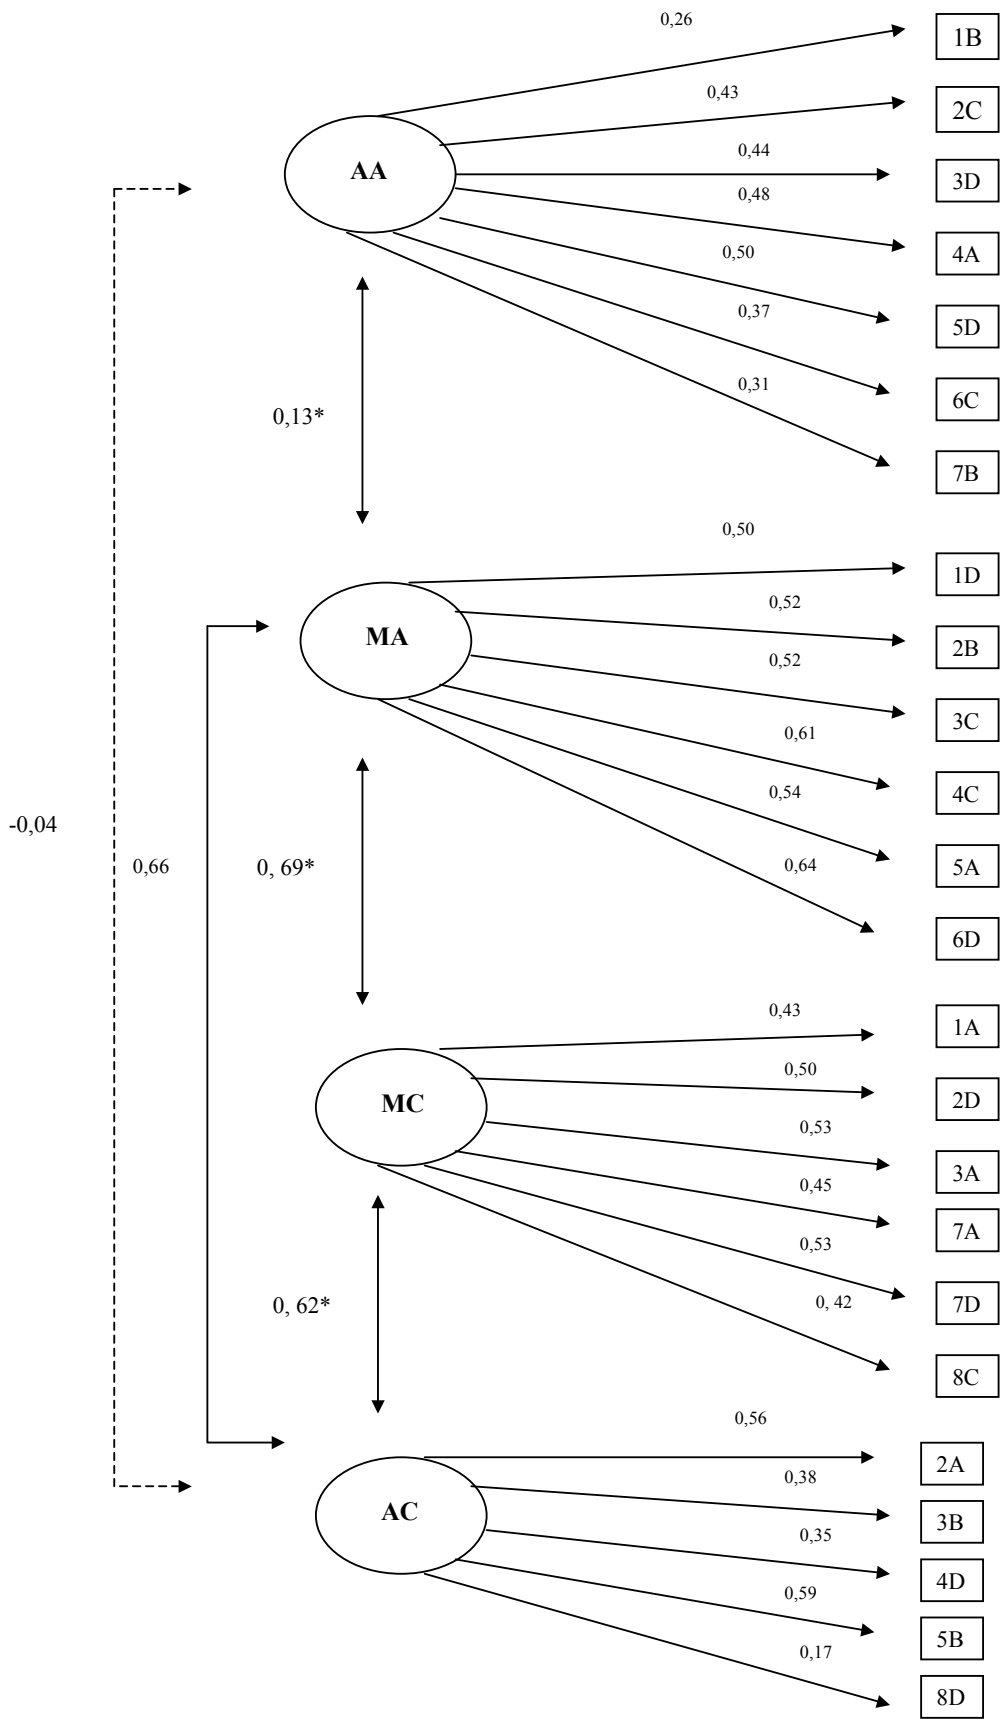 0,26
1B
0,43
2C
0,44
AA
3D
0,48
4A
0,50
5D
0,37
6C
0,31
7B
0,13*
0,50
1D
0,52
MA
2B
0,52
3C
0,61
4C
0,54
5A
0,64
6D
-0,04
0,66
0, 69*
0,43
1A
0,50
MC
2D
0,53
3A
0,45
7A
0,53
7D
0, 42
8C
0, 62*
0,56
2A
0,38
AC
3B
0,35
4D
0,59
5B
0,17
8D